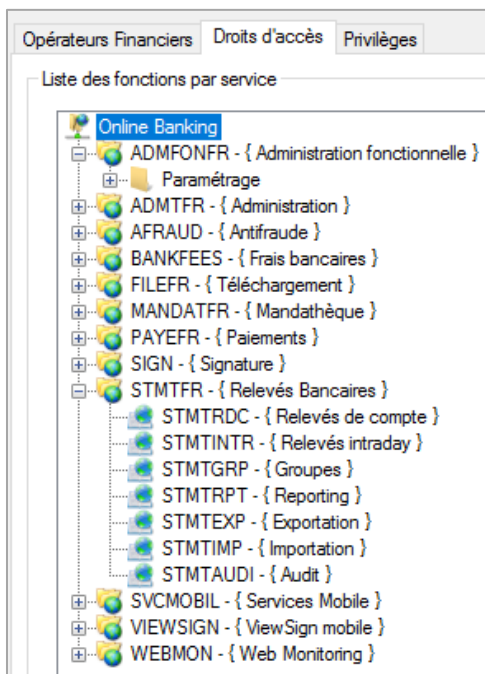 Opérateurs Financiers Droits d'accès Privilèges
Liste des fonctions par service
Online Banking
ADMFONFR - { Administration fonctionnelle }
Paramétrage
ADMTFR - { Administration }
AFRAUD - { Antifraude }
BANKFEES - { Frais bancaires }
FILEFR - { Téléchargement }
MANDATFR - { Mandathèque }
PAYEFR - { Paiements }
SIGN - { Signature }
STMTFR - { Relevés Bancaires }
STMTRDC - { Relevés de compte }
STMTINTR - { Relevés intraday }
STMTGRP - { Groupes }
STMTRPT - { Reporting }
STMTEXP - { Exportation }
STMTIMP - { Importation }
STMTAUDI - { Audit }
SVCMOBIL - { Services Mobile }
VIEWSIGN - { ViewSign mobile }
WEBMON - { Web Monitoring }